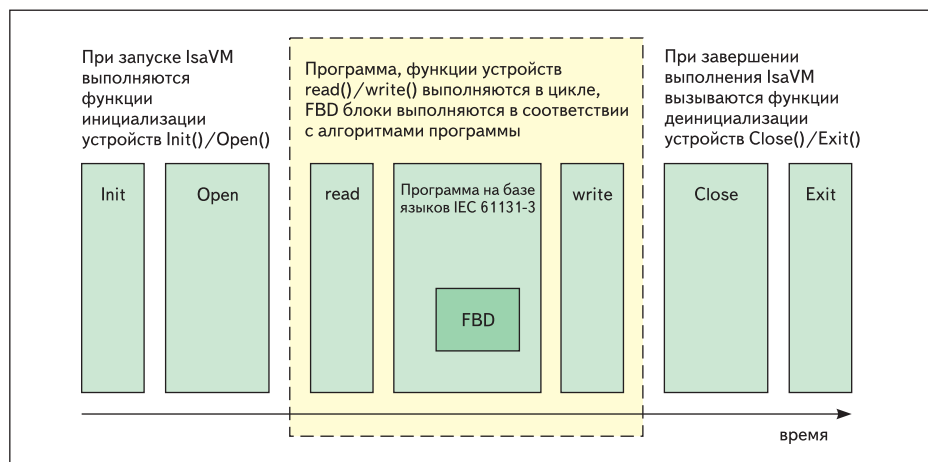 При запуске IsaVM
выполняются
функции
инициализации
устройств Init()/Open()
Программа, функции устройств
read()/write() выполняются в цикле,
FBD блоки выполняются в соответствии
с алгоритмами программы
При завершении
выполнения IsaVM
вызываются функции
деинициализации
устройств Close()/Exit()
Init
Open
read
Программа на базе
языков IEC 61131-3
write
Close
Exit
FBD
время